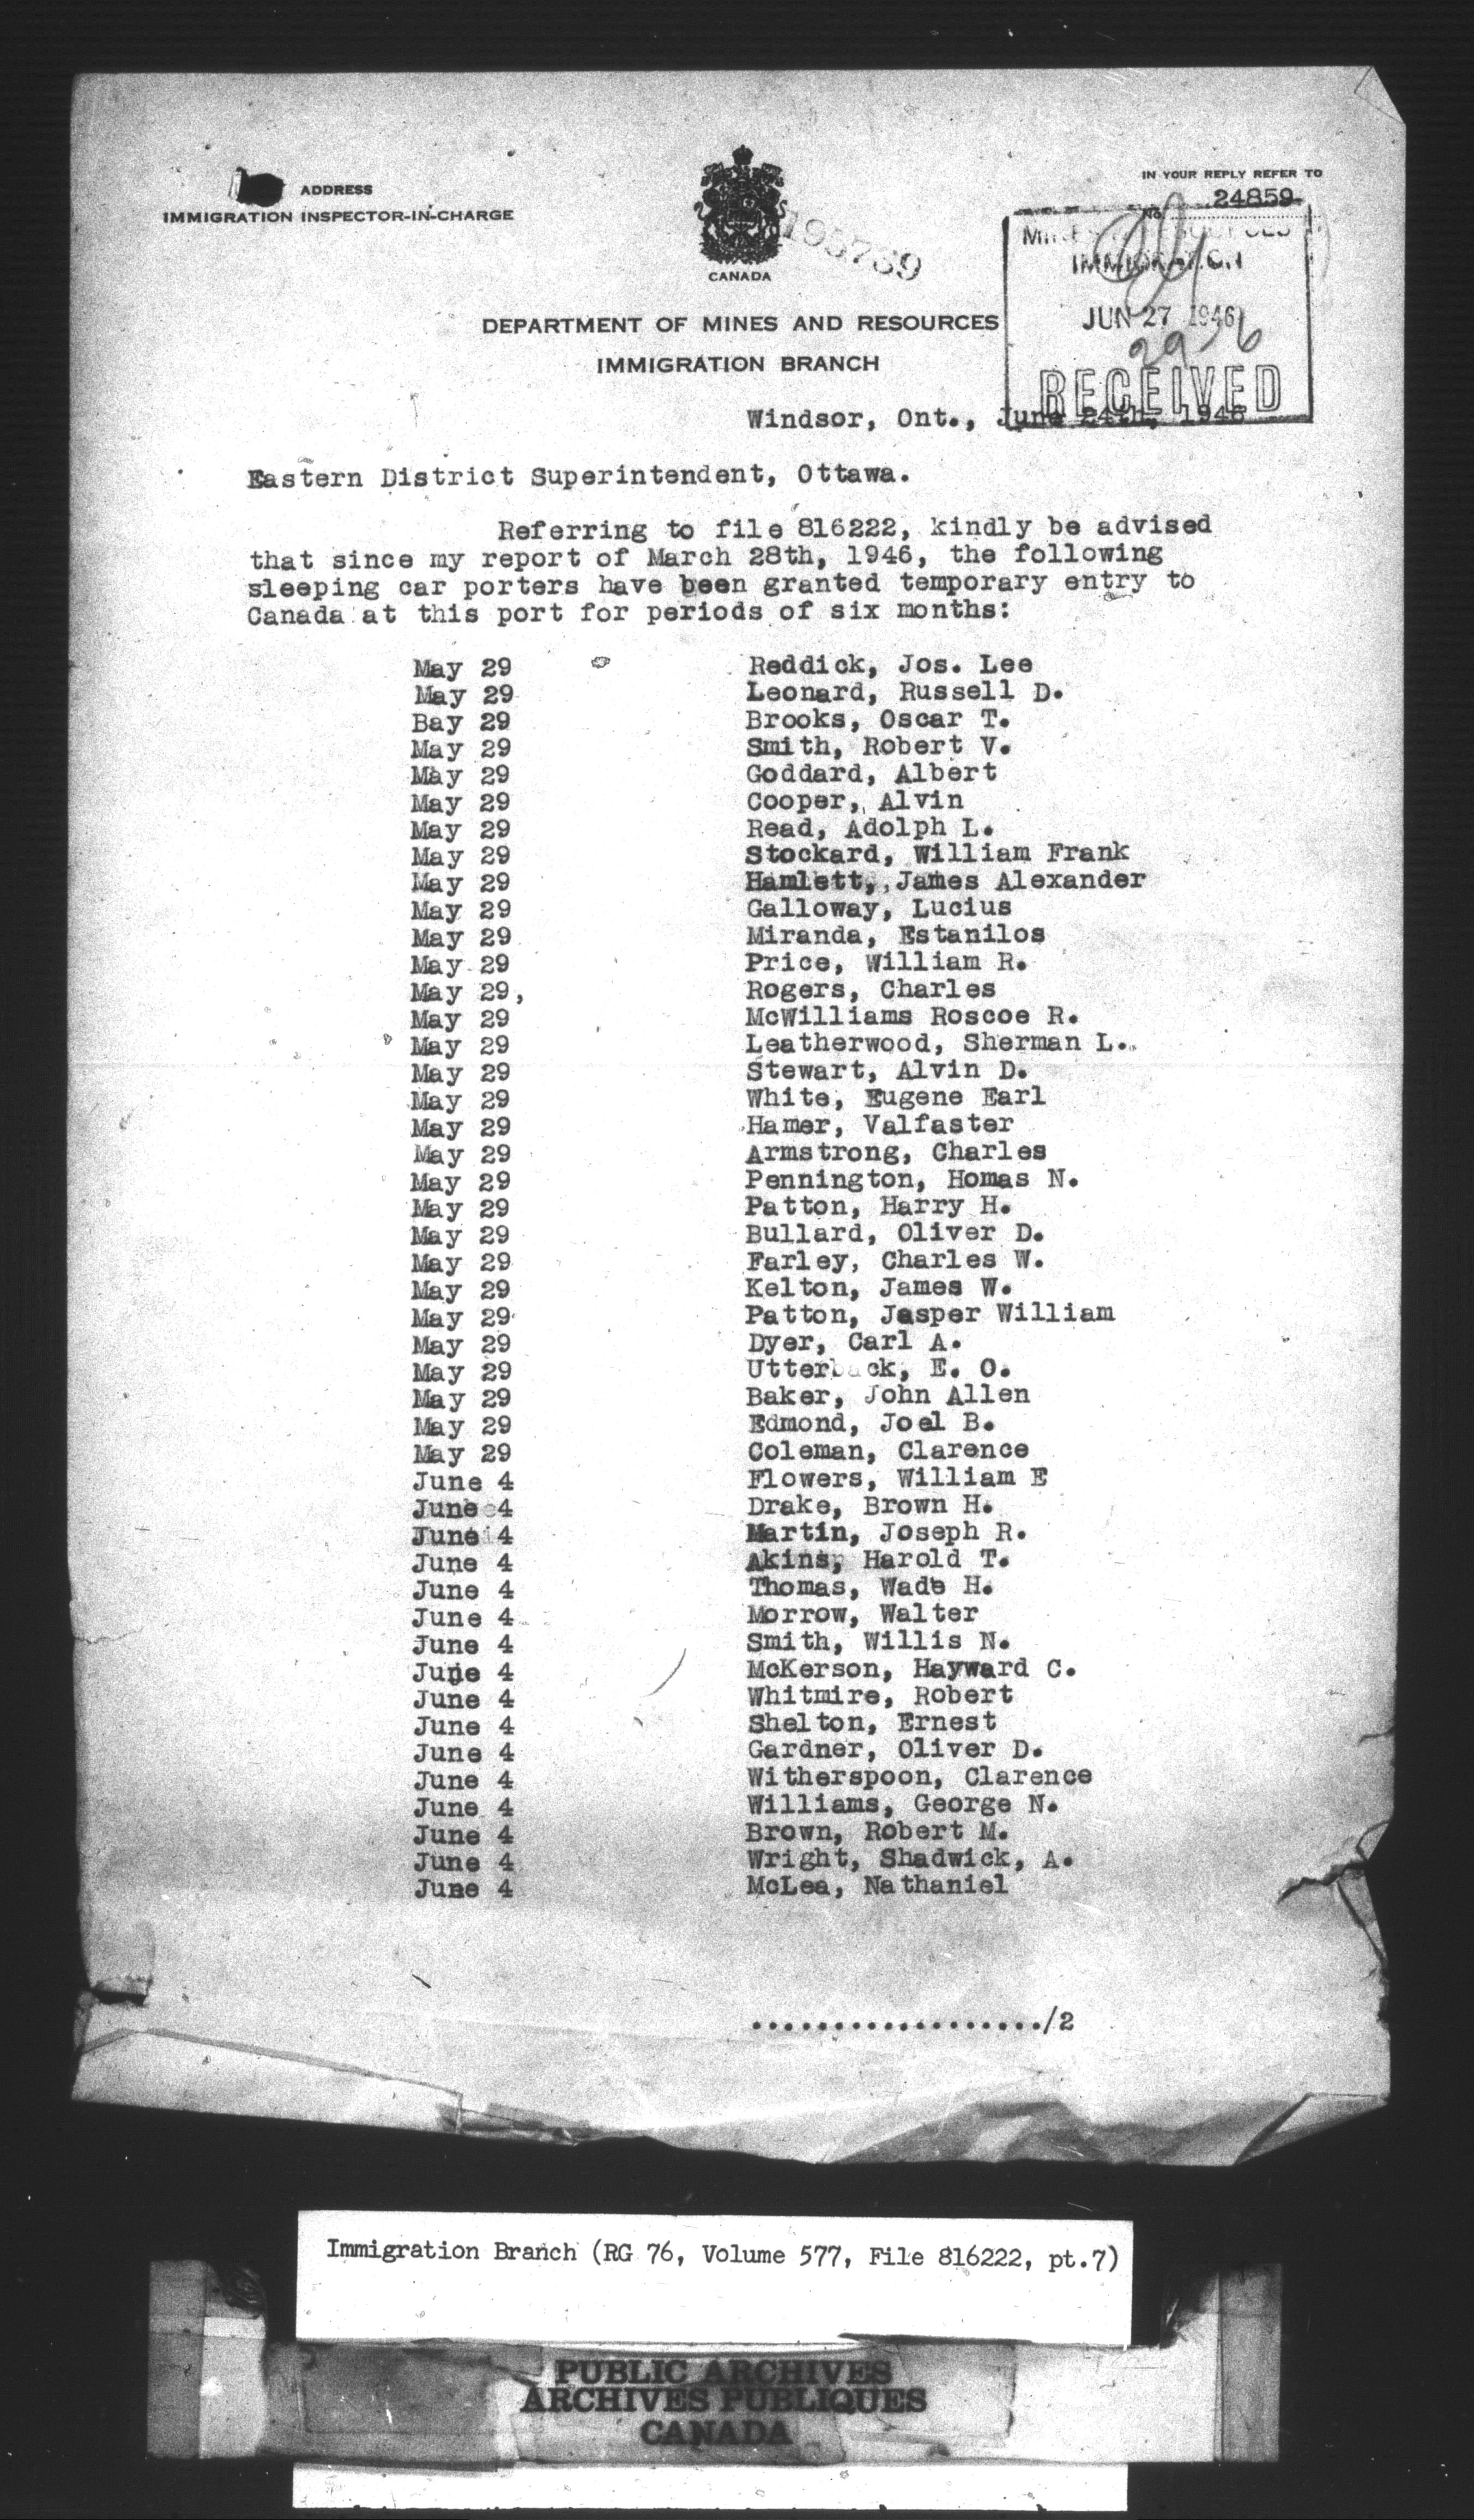 ADDRESS
IMMIGRATION INSPECTOR-IN-CHARGE
CANADA
193789
IN YOUR REPLY REFER TO
No. 24859
IMMIGRATION
JUN 27 1946
RECEIVED
DEPARTMENT OF MINES AND RESOURCES
IMMIGRATION BRANCH
Windsor, Ont., June 24th, 1946
Eastern District Superintendent, Ottawa.
Referring to file 816222, kindly be advised
that since my report of March 28th, 1946, the following
sleeping car porters have been granted temporary entry to
Canada at this port for periods of six months:
May 29 Reddick, Jos. Lee
May 29 Leonard, Russell D.
Bay 29 Brooks, Oscar T.
May 29 Smith, Robert V.
May 29 Goddard, Albert
May 29 Cooper, Alvin
May 29 Read, Adolph L.
May 29 Stockard, William Frank
May 29 Hamlett, James Alexander
May 29 Galloway, Lucius
May 29 Miranda, Estanilos
May 29 Price, William R.
May 29, Rogers, Charles
May 29 McWilliams Roscoe R.
May 29 Leatherwood, Sherman L.
May 29 Stewart, Alvin D.
May 29 White, Eugene Earl
May 29 Hamer, Valfaster
May 29 Armstrong, Charles
May 29 Pennington, Homas N.
May 29 Patton, Harry H.
May 29 Bullard, Oliver D.
May 29 Farley, Charles W.
May 29 Kelton, James W.
May 29 Patton, Jasper William
May 29 Dyer, Carl A.
May 29 Utterback, E. O.
May 29 Baker, John Allen
May 29 Edmond, Joel B.
May 29 Coleman, Clarence
June 4 Flowers, William E
June 4 Drake, Brown H.
June 4 Martin, Joseph R.
June 4 Akins, Harold T.
June 4 Thomas, Wade H.
June 4 Morrow, Walter
June 4 Smith, Willis N.
June 4 McKerson, Hayward C.
June 4 Whitmire, Robert
June 4 Shelton, Ernest
June 4 Gardner, Oliver D.
June 4 Witherspoon, Clarence
June 4 Williams, George N.
June 4 Brown, Robert M.
June 4 Wright, Shadwick, A.
June 4 McLea, Nathaniel
................../2
Immigration Branch (RG 76, Volume 577, File 816222, pt.7)
PUBLIC ARCHIVES
ARCHIVES PUBLIQUES
CANADA